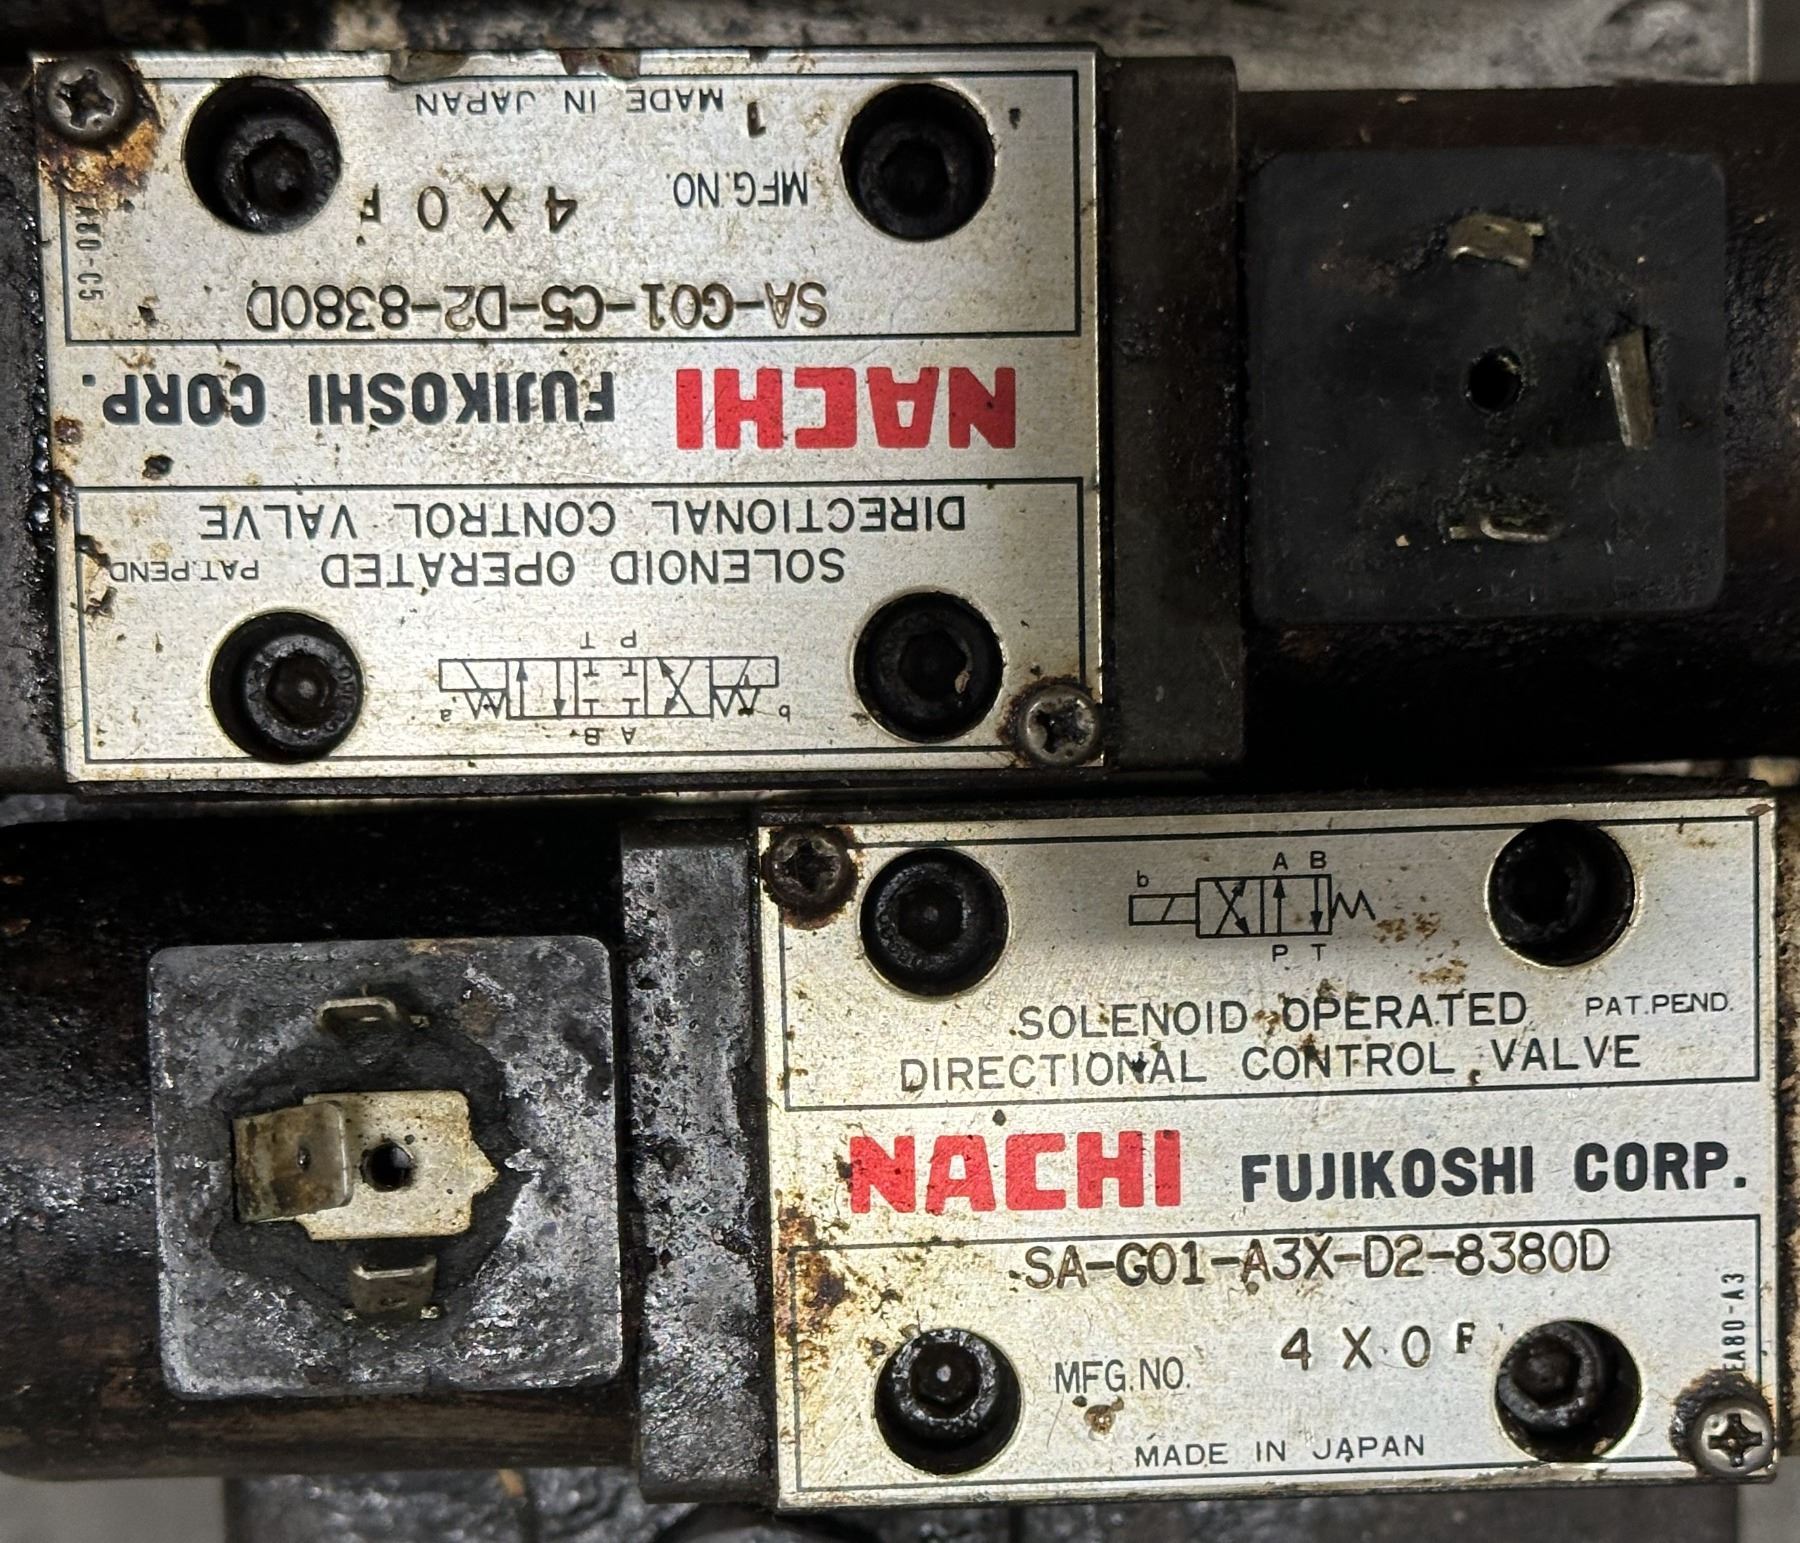 A B
b a
P T
SOLENOID OPERATED PAT.PEND
DIRECTIONAL CONTROL VALVE
NACHI FUJIKOSHI CORP.
SA-G01-C5-D2-8380D
MFG.NO. 4 X 0 F
1
MADE IN JAPAN
A80-C5
A B
b
P T
SOLENOID OPERATED PAT.PEND.
DIRECTIONAL CONTROL VALVE
NACHI FUJIKOSHI CORP.
SA-G01-A3X-D2-8380D
MFG.NO. 4 X 0 F
MADE IN JAPAN
EA80-A3